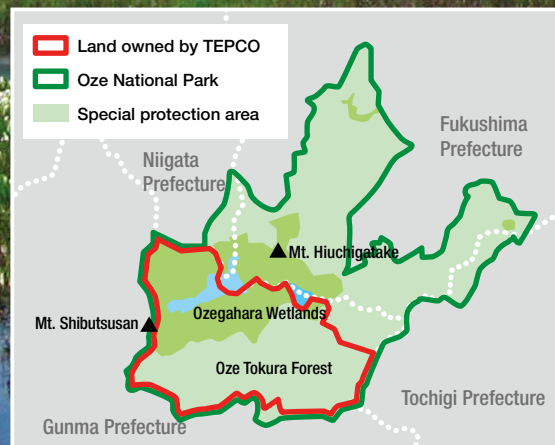 Land owned by TEPCO
Oze National Park
Special protection area
Niigata
Prefecture
Fukushima
Prefecture
Mt. Hiuchigatake
Ozegahara Wetlands
Mt. Shibutsusan
Oze Tokura Forest
Tochigi Prefecture
Gunma Prefecture